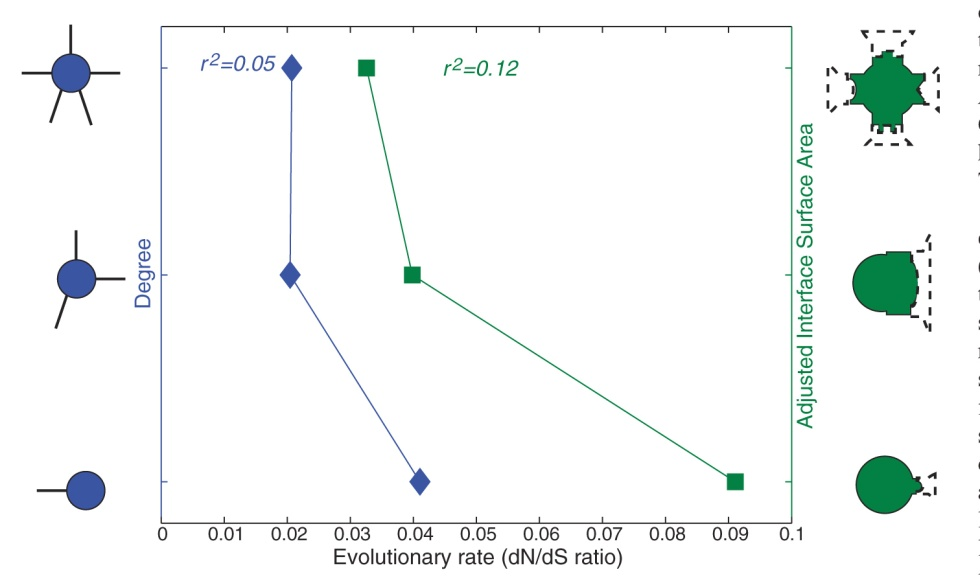 r²=0.05
r²=0.12
Degree
Adjusted Interface Surface Area
0 0.01 0.02 0.03 0.04 0.05 0.06 0.07 0.08 0.09 0.1
Evolutionary rate (dN/dS ratio)